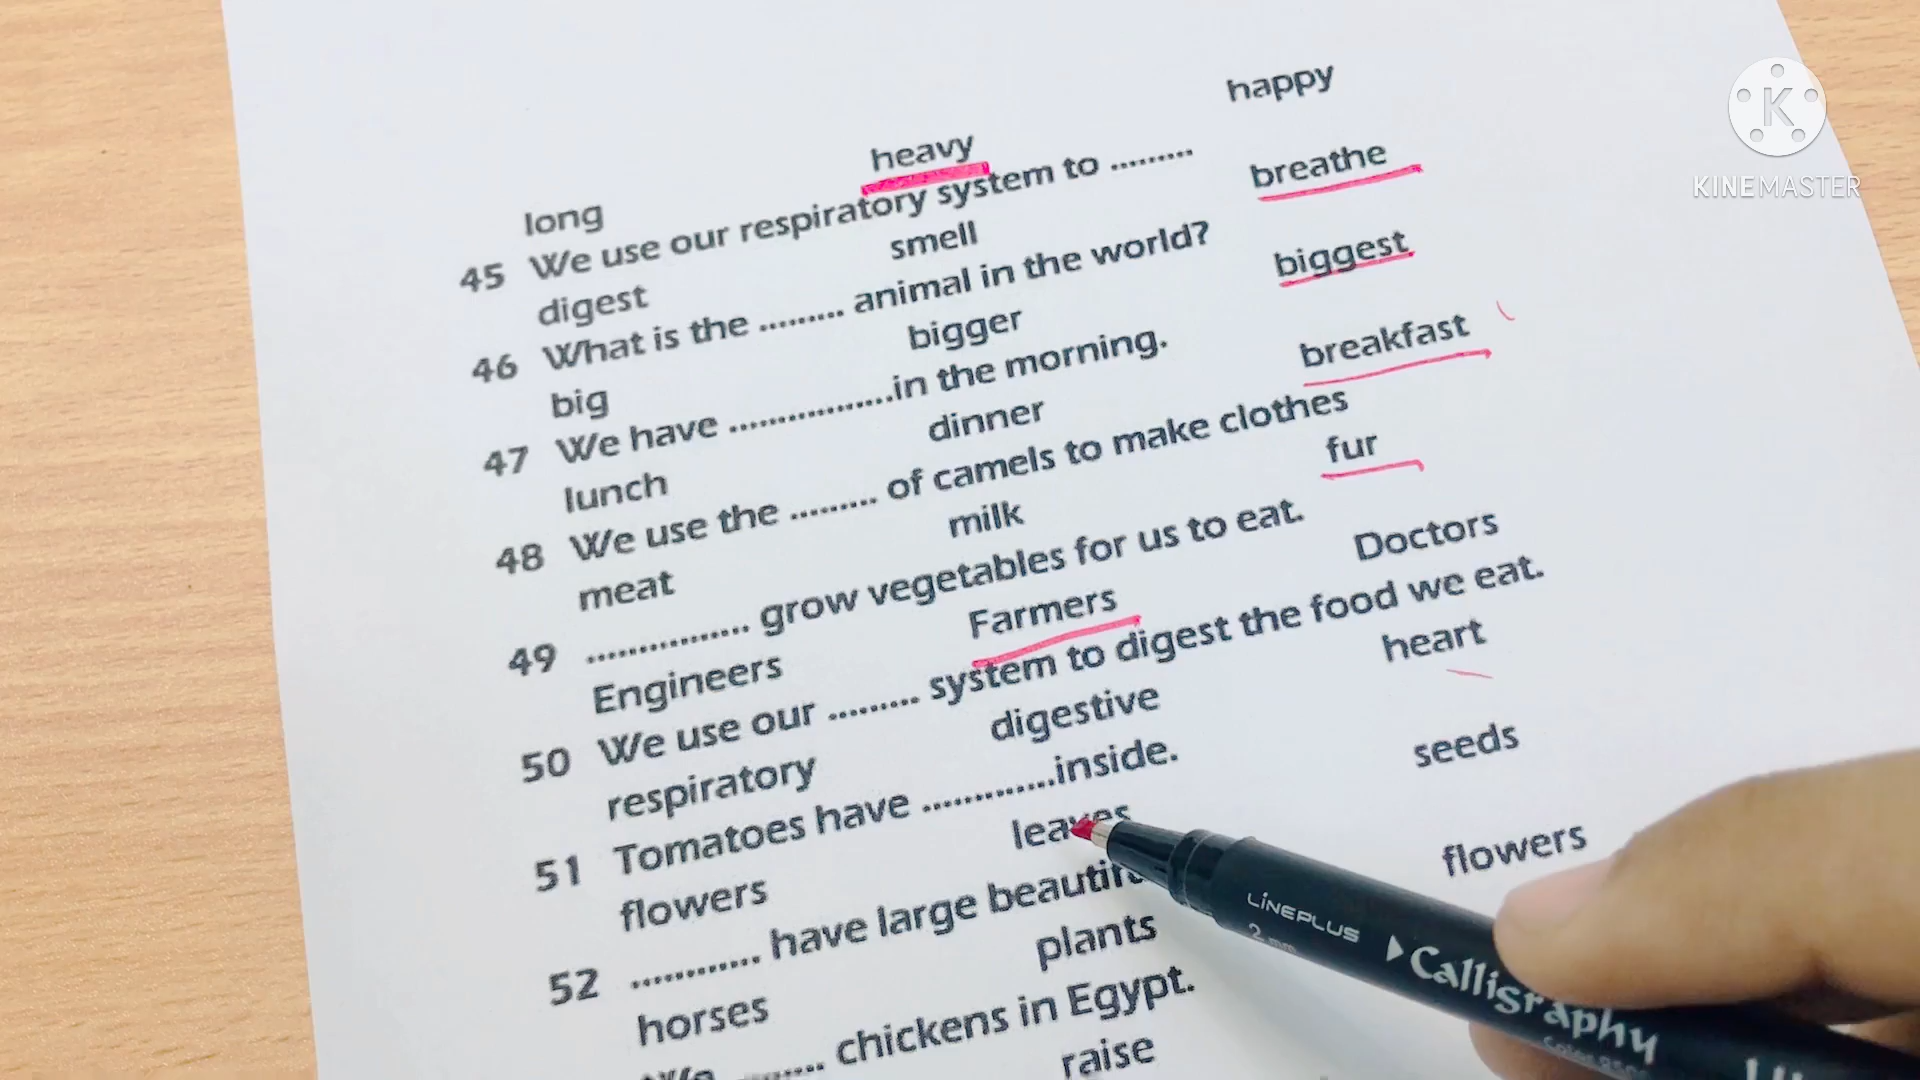 happy
heavy
long
45 We use our respiratory system to .........
breathe
smell
digest
46 What is the ......... animal in the world?
biggest
bigger
big
47 We have .................in the morning.
breakfast
dinner
lunch
48 We use the ......... of camels to make clothes
fur
milk
meat
49 ............... grow vegetables for us to eat.
Doctors
Farmers
Engineers
50 We use our ......... system to digest the food we eat.
heart
digestive
respiratory
51 Tomatoes have .............inside.
seeds
leaves
flowers
52 ............ have large
flowers
plants
horses
chickens in Egypt.
raise
KINEMASTER
LINEPLUS
2 mm
Calligraphy